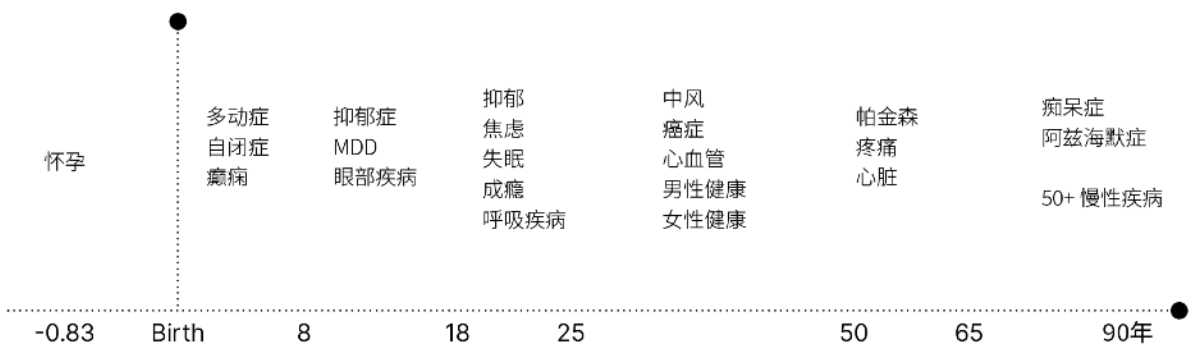 怀孕
多动症
自闭症
癫痫
抑郁症
MDD
眼部疾病
抑郁
焦虑
失眠
成瘾
呼吸疾病
中风
癌症
心血管
男性健康
女性健康
帕金森
疼痛
心脏
痴呆症
阿兹海默症
50+ 慢性疾病
-0.83 Birth 8 18 25 50 65 90年